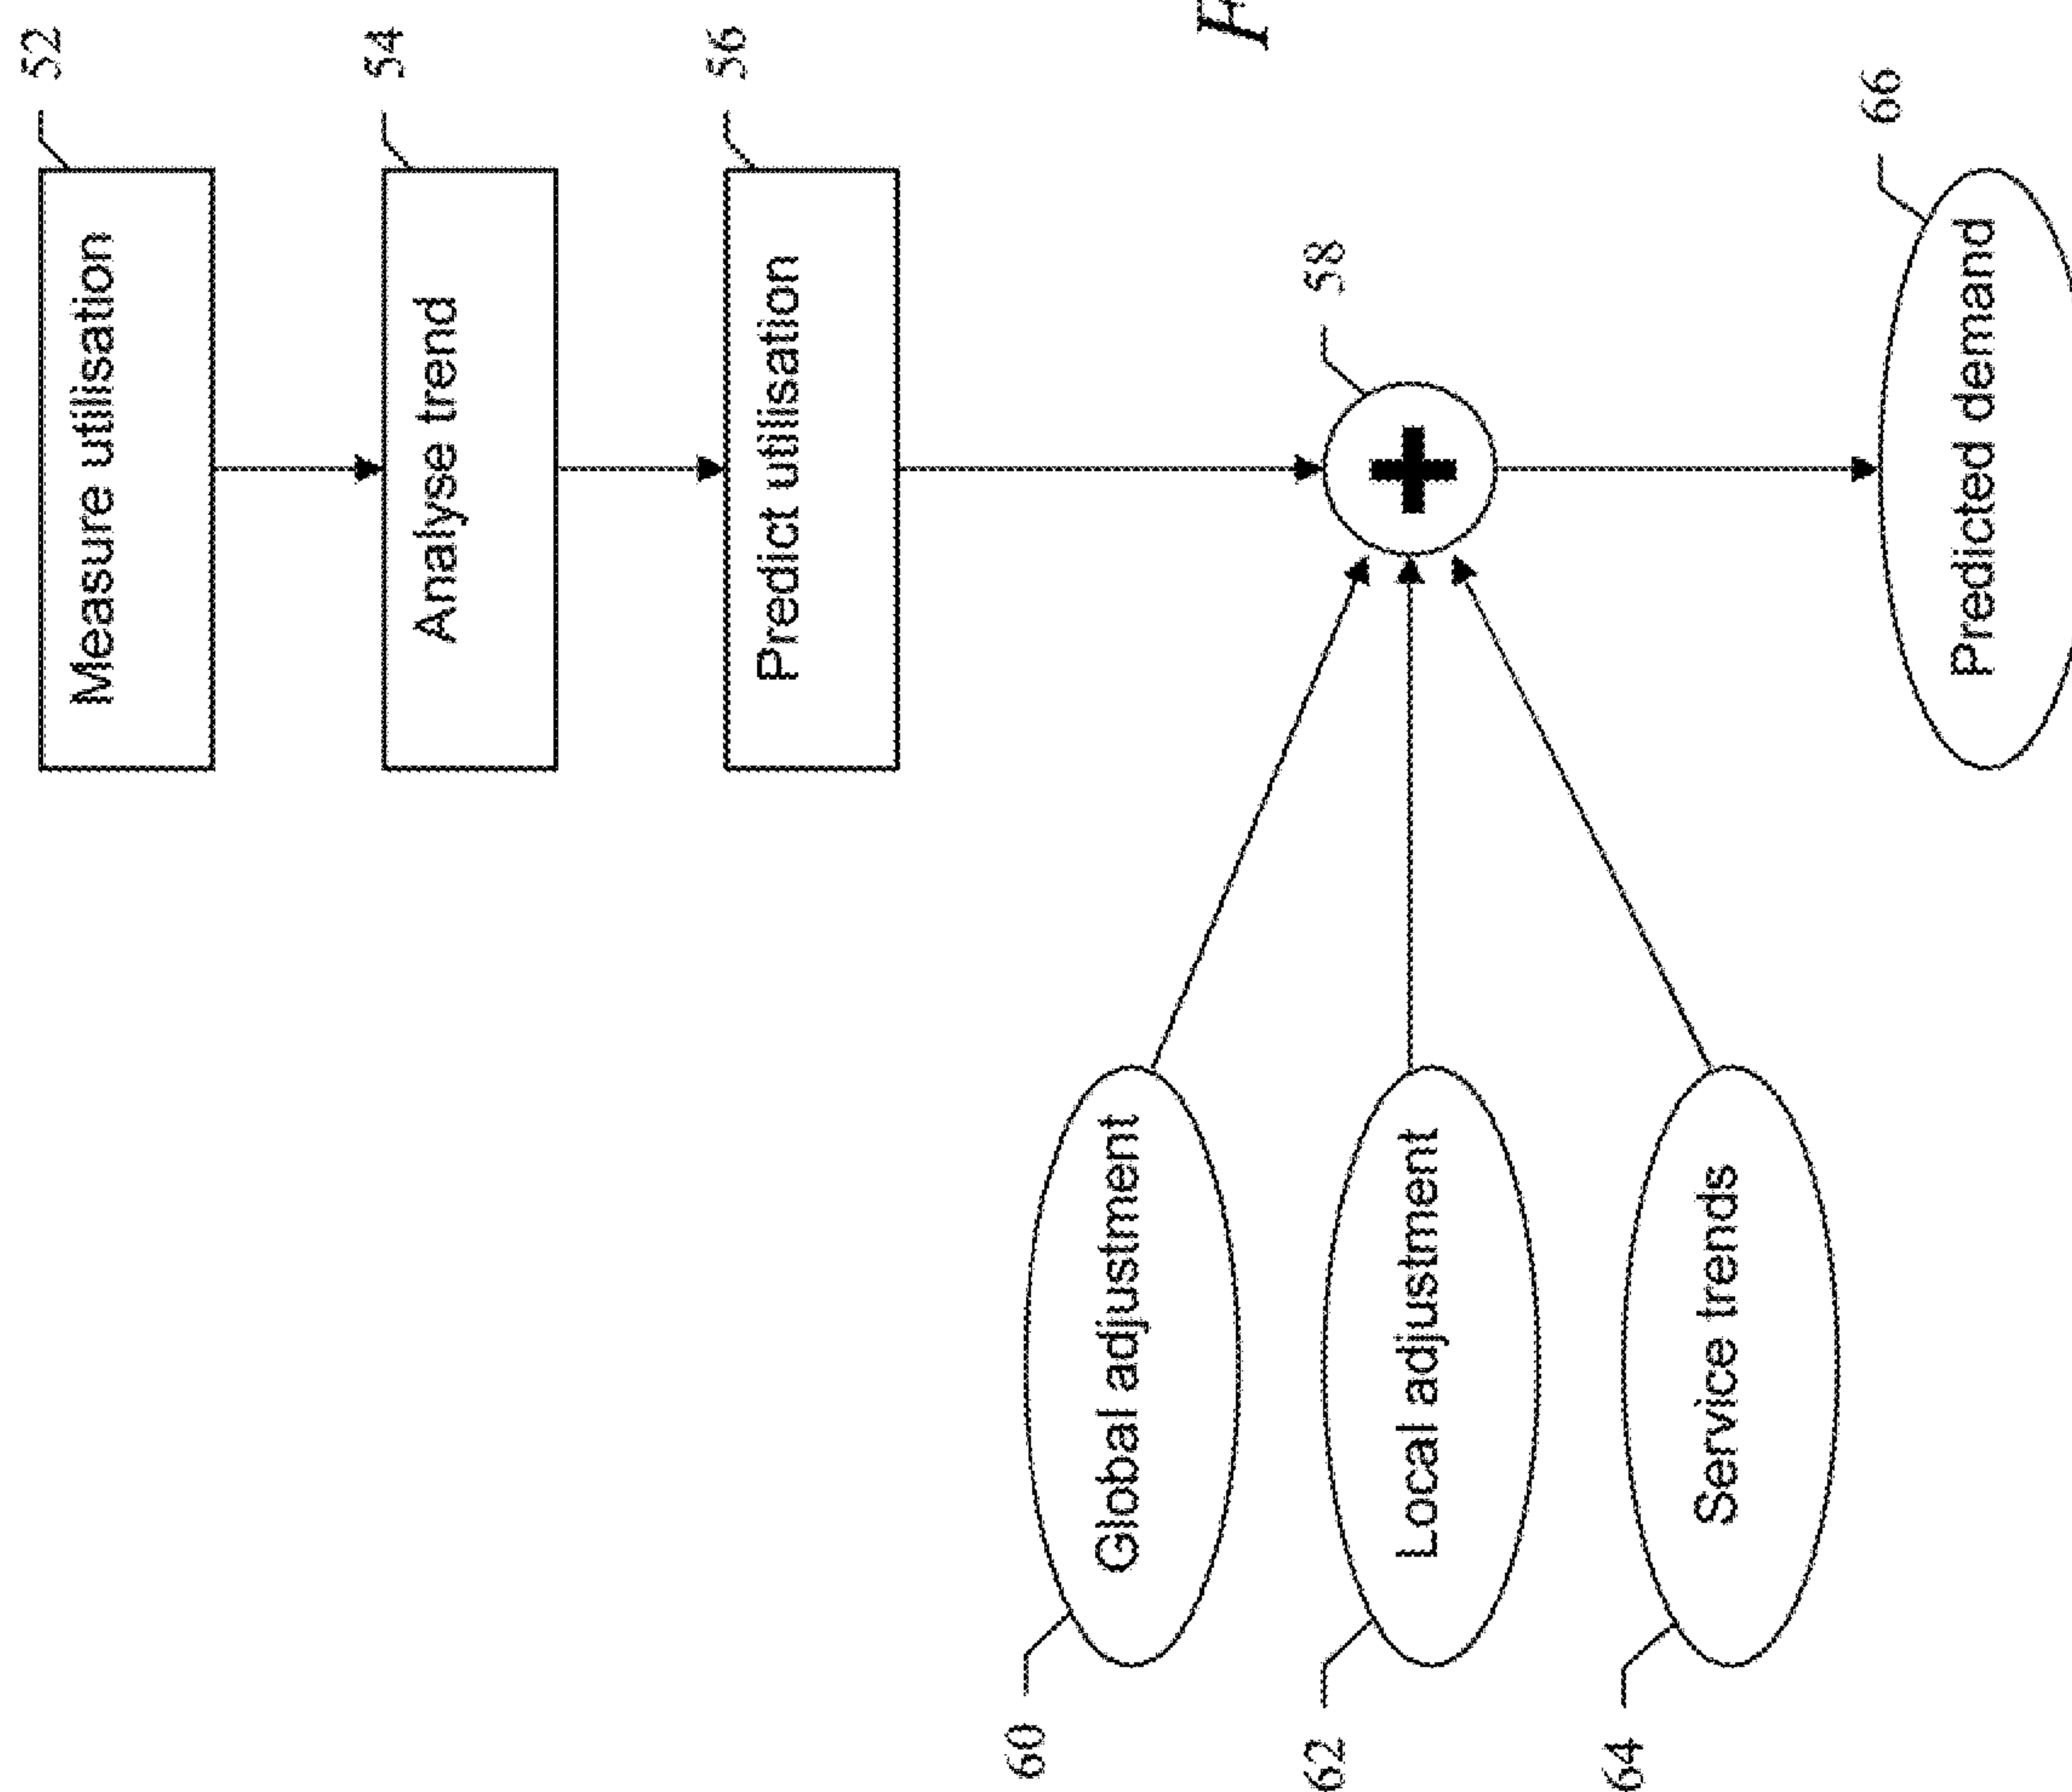 52
Measure utilisation
54
Analyse trend
56
Predict utilisation
60
Global adjustment
62
58
+
Local adjustment
64
Service trends
66
Predicted demand